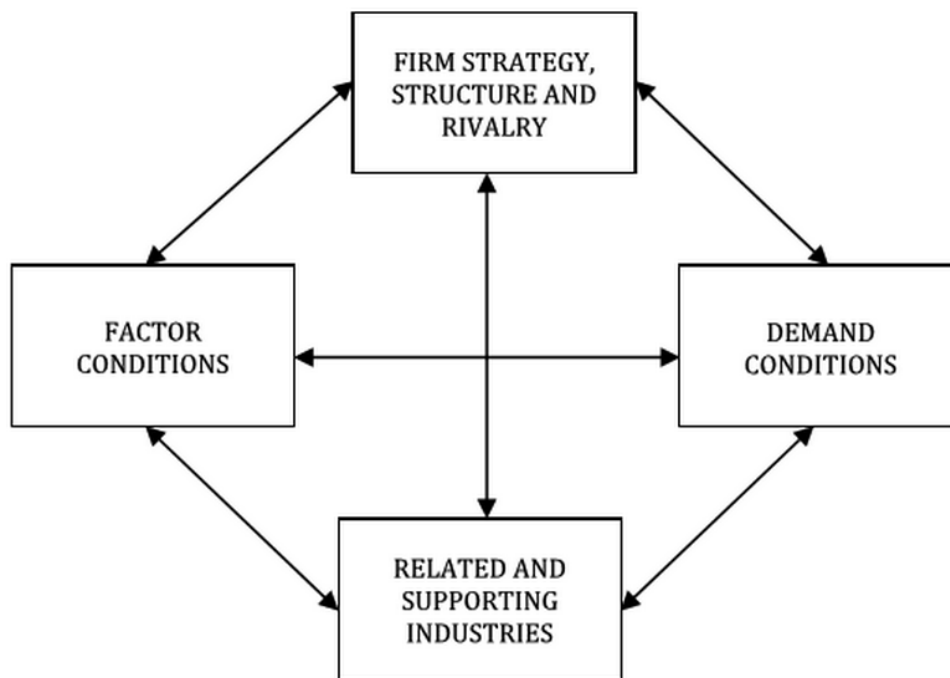 FIRM STRATEGY,
STRUCTURE AND
RIVALRY
FACTOR
CONDITIONS
DEMAND
CONDITIONS
RELATED AND
SUPPORTING
INDUSTRIES